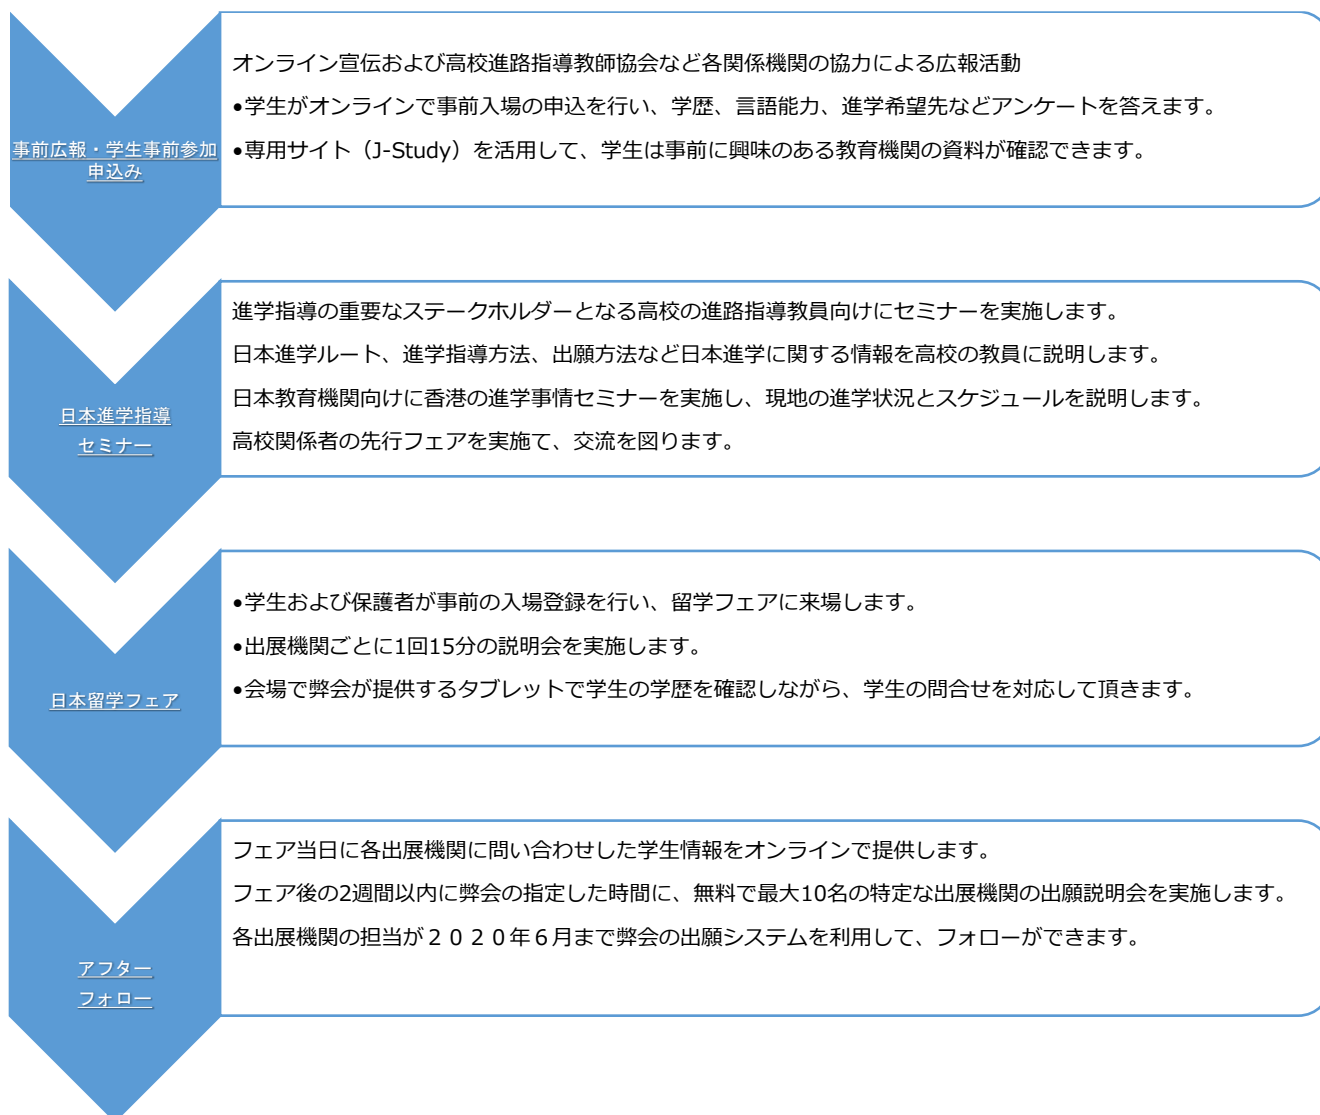 オンライン宣伝および高校進路指導教師協会など各関係機関の協力による広報活動
•学生がオンラインで事前入場の申込を行い、学歴、言語能力、進学希望先などアンケートを答えます。
事前広報・学生事前参加
申込み
•専用サイト（J-Study）を活用して、学生は事前に興味のある教育機関の資料が確認できます。
進学指導の重要なステークホルダーとなる高校の進路指導教員向けにセミナーを実施します。
日本進学ルート、進学指導方法、出願方法など日本進学に関する情報を高校の教員に説明します。
日本進学指導
セミナー
日本教育機関向けに香港の進学事情セミナーを実施し、現地の進学状況とスケジュールを説明します。
高校関係者の先行フェアを実施て、交流を図ります。
•学生および保護者が事前の入場登録を行い、留学フェアに来場します。
•出展機関ごとに1回15分の説明会を実施します。
日本留学フェア
•会場で弊会が提供するタブレットで学生の学歴を確認しながら、学生の問合せを対応して頂きます。
フェア当日に各出展機関に問い合わせした学生情報をオンラインで提供します。
フェア後の2週間以内に弊会の指定した時間に、無料で最大10名の特定な出展機関の出願説明会を実施します。
各出展機関の担当が２０２０年６月まで弊会の出願システムを利用して、フォローができます。
アフター
フォロー